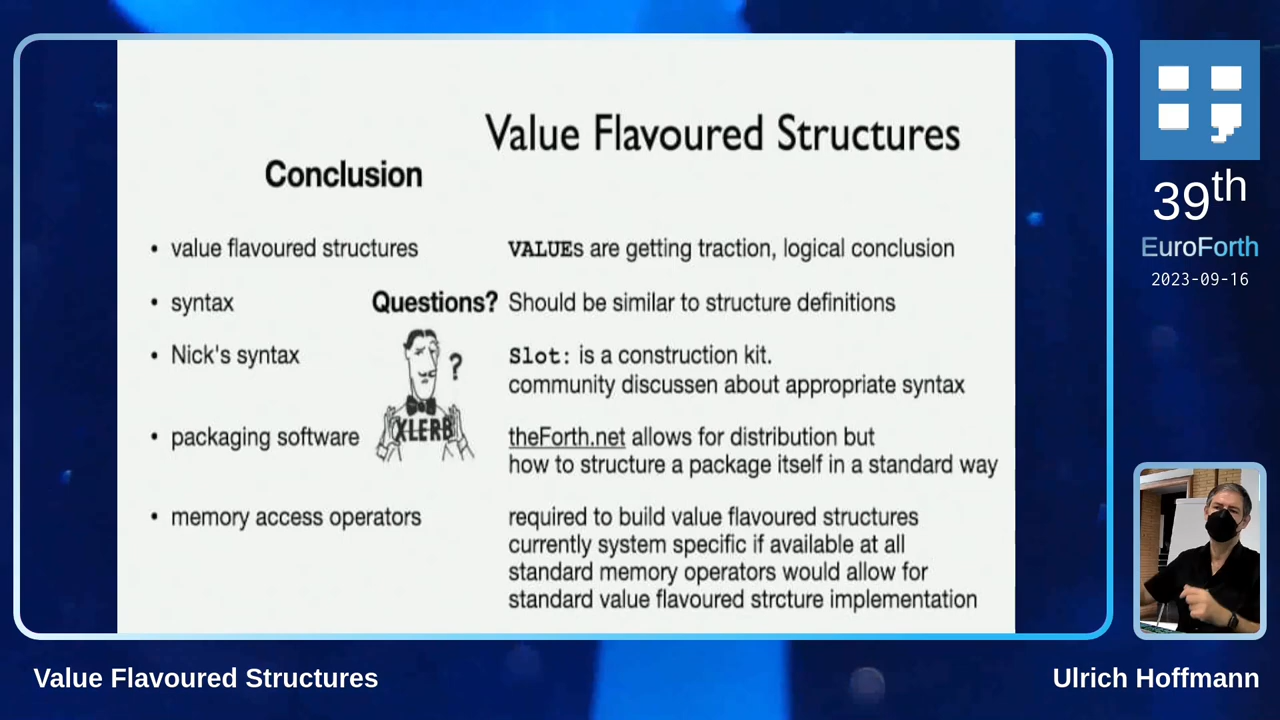 Value Flavoured Structures
Conclusion
• value flavoured structures VALUEs are getting traction, logical conclusion
• syntax Questions? Should be similar to structure definitions
• Nick's syntax Slot: is a construction kit.
community discussen about appropriate syntax
?
XLERB
• packaging software theForth.net allows for distribution but
how to structure a package itself in a standard way
• memory access operators required to build value flavoured structures
currently system specific if available at all
standard memory operators would allow for
standard value flavoured strcture implementation
39th
EuroForth
2023-09-16
Value Flavoured Structures
Ulrich Hoffmann